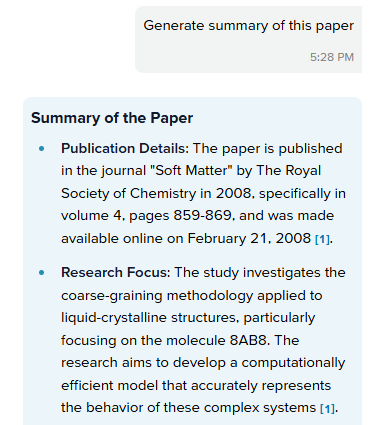 Generate summary of this paper
5:28 PM
Summary of the Paper
• Publication Details: The paper is published
in the journal "Soft Matter" by The Royal
Society of Chemistry in 2008, specifically in
volume 4, pages 859-869, and was made
available online on February 21, 2008 [1].
• Research Focus: The study investigates the
coarse-graining methodology applied to
liquid-crystalline structures, particularly
focusing on the molecule 8AB8. The
research aims to develop a computationally
efficient model that accurately represents
the behavior of these complex systems [1].